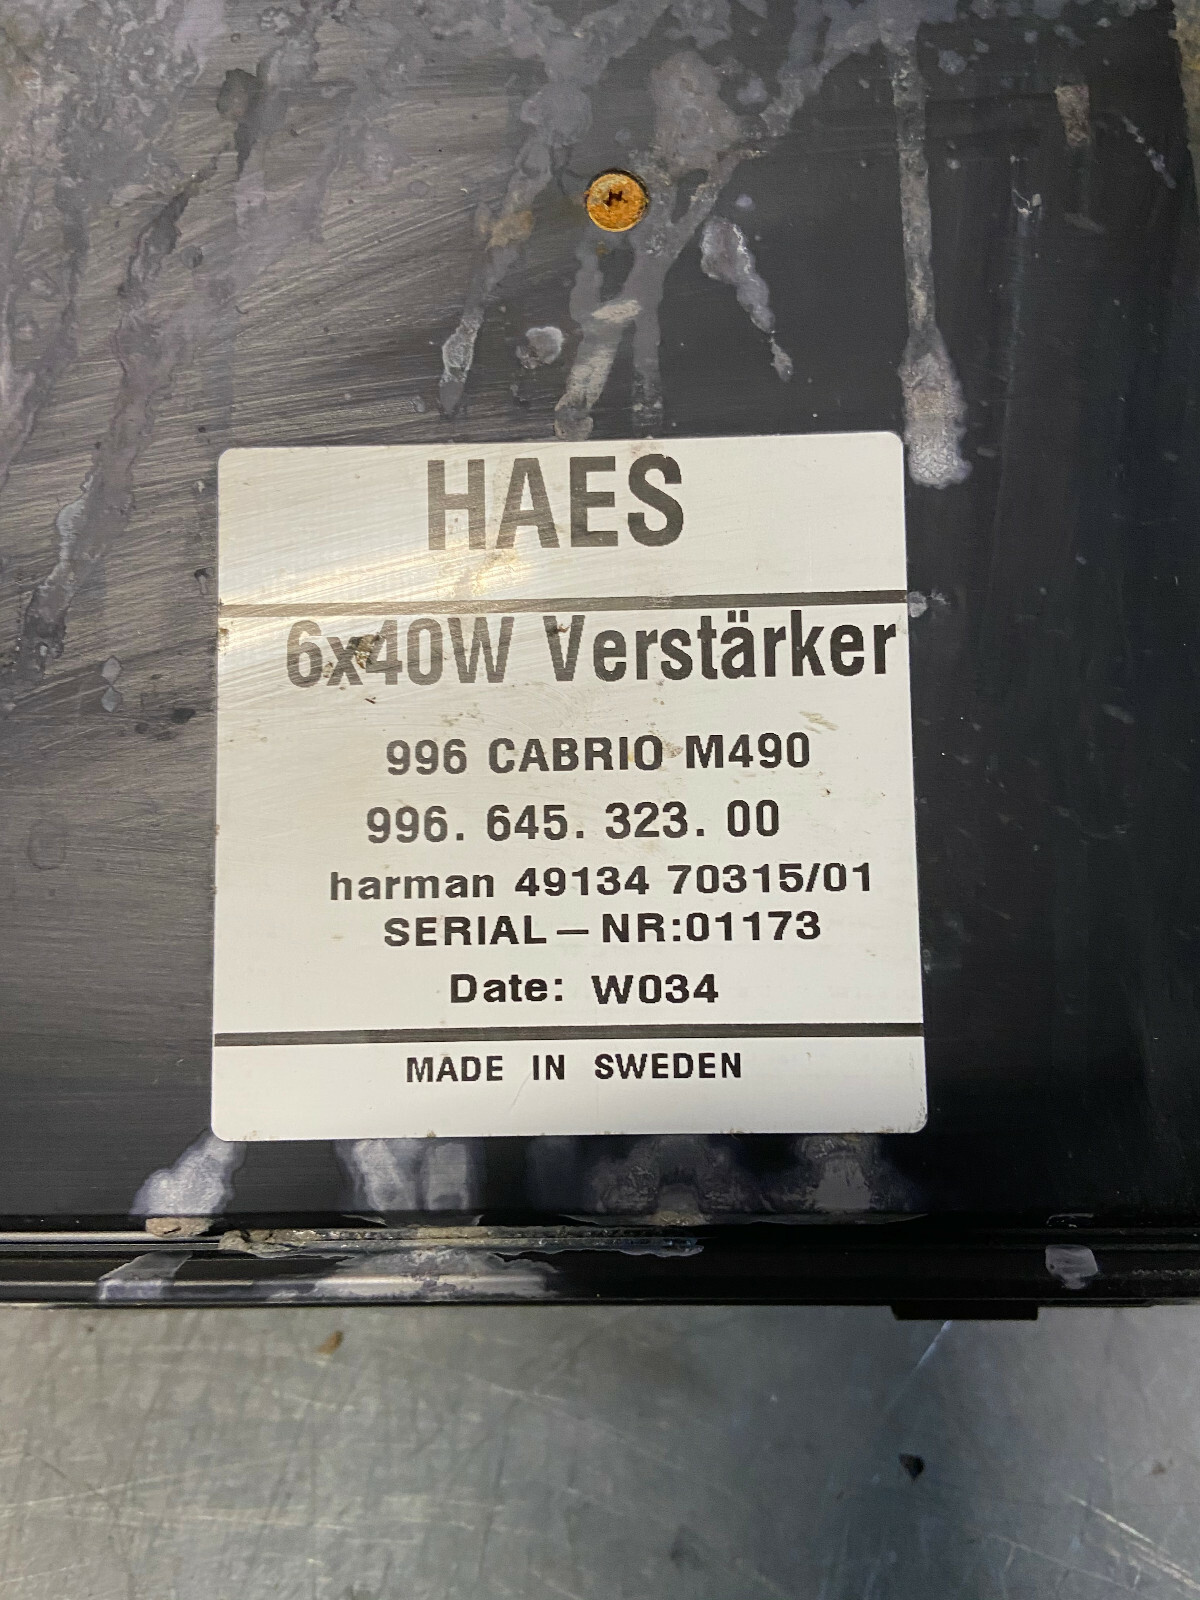 HAES
6x40W Verstärker
996 CABRIO M490
996. 645. 323. 00
harman 49134 70315/01
SERIAL – NR:01173
Date: W034
MADE IN SWEDEN